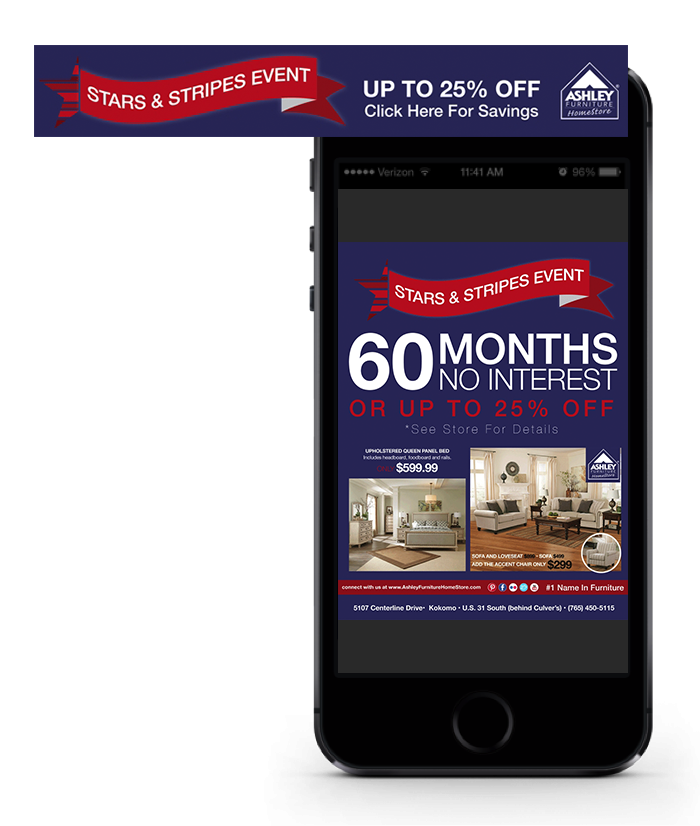 STARS & STRIPES EVENT
UP TO 25% OFF
Click Here For Savings
ASHLEY
FURNITURE
HomeStore
Verizon 11:41 AM 96%
STARS & STRIPES EVENT
60 MONTHS
NO INTEREST
OR UP TO 25% OFF
*See Store For Details
UPHOLSTERED QUEEN PANEL BED
Includes headboard, footboard and rails.
ONLY $599.99
ASHLEY
FURNITURE
HomeStore
SOFA AND LOVESEAT - SOFA $499
ADD THE ACCENT CHAIR ONLY $299
connect with us at www.AshleyFurnitureHomeStore.com #1 Name In Furniture
5107 Centerline Drive• Kokomo • U.S. 31 South (behind Culver's) • (765) 450-5115